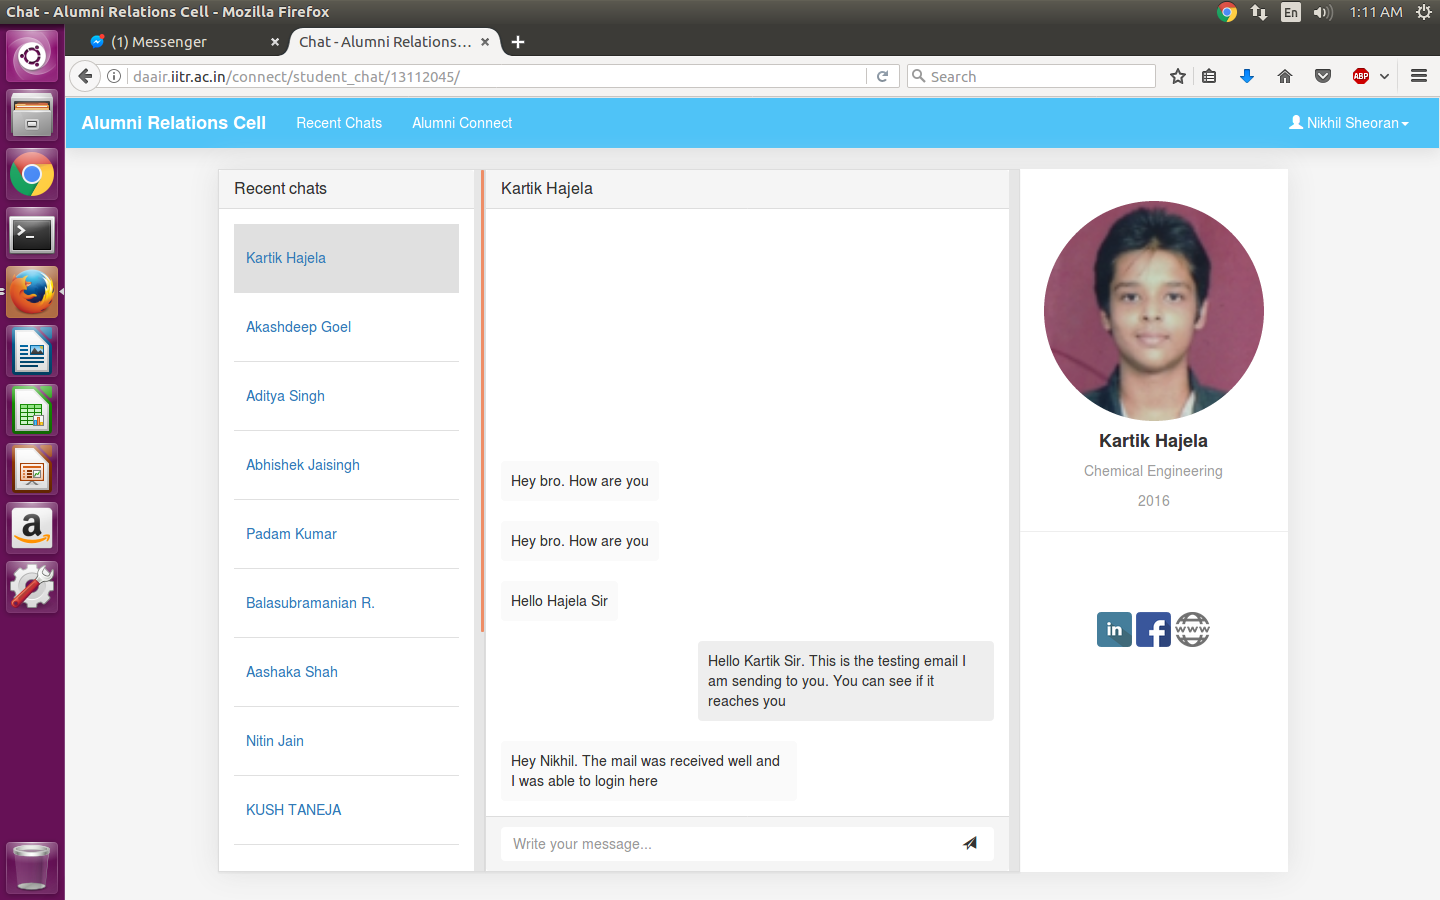 Chat - Alumni Relations Cell - Mozilla Firefox
En
1:11 AM
(1) Messenger
Chat - Alumni Relations...
daair.iitr.ac.in/connect/student_chat/13112045/
Search
ABP
Alumni Relations Cell
Recent Chats
Alumni Connect
Nikhil Sheoran
Recent chats
Kartik Hajela
Akashdeep Goel
Aditya Singh
Abhishek Jaisingh
Padam Kumar
Balasubramanian R.
Aashaka Shah
Nitin Jain
KUSH TANEJA
Kartik Hajela
Hey bro. How are you
Hey bro. How are you
Hello Hajela Sir
Hello Kartik Sir. This is the testing email I
am sending to you. You can see if it
reaches you
Hey Nikhil. The mail was received well and
I was able to login here
Write your message...
Kartik Hajela
Chemical Engineering
2016
in
f
www